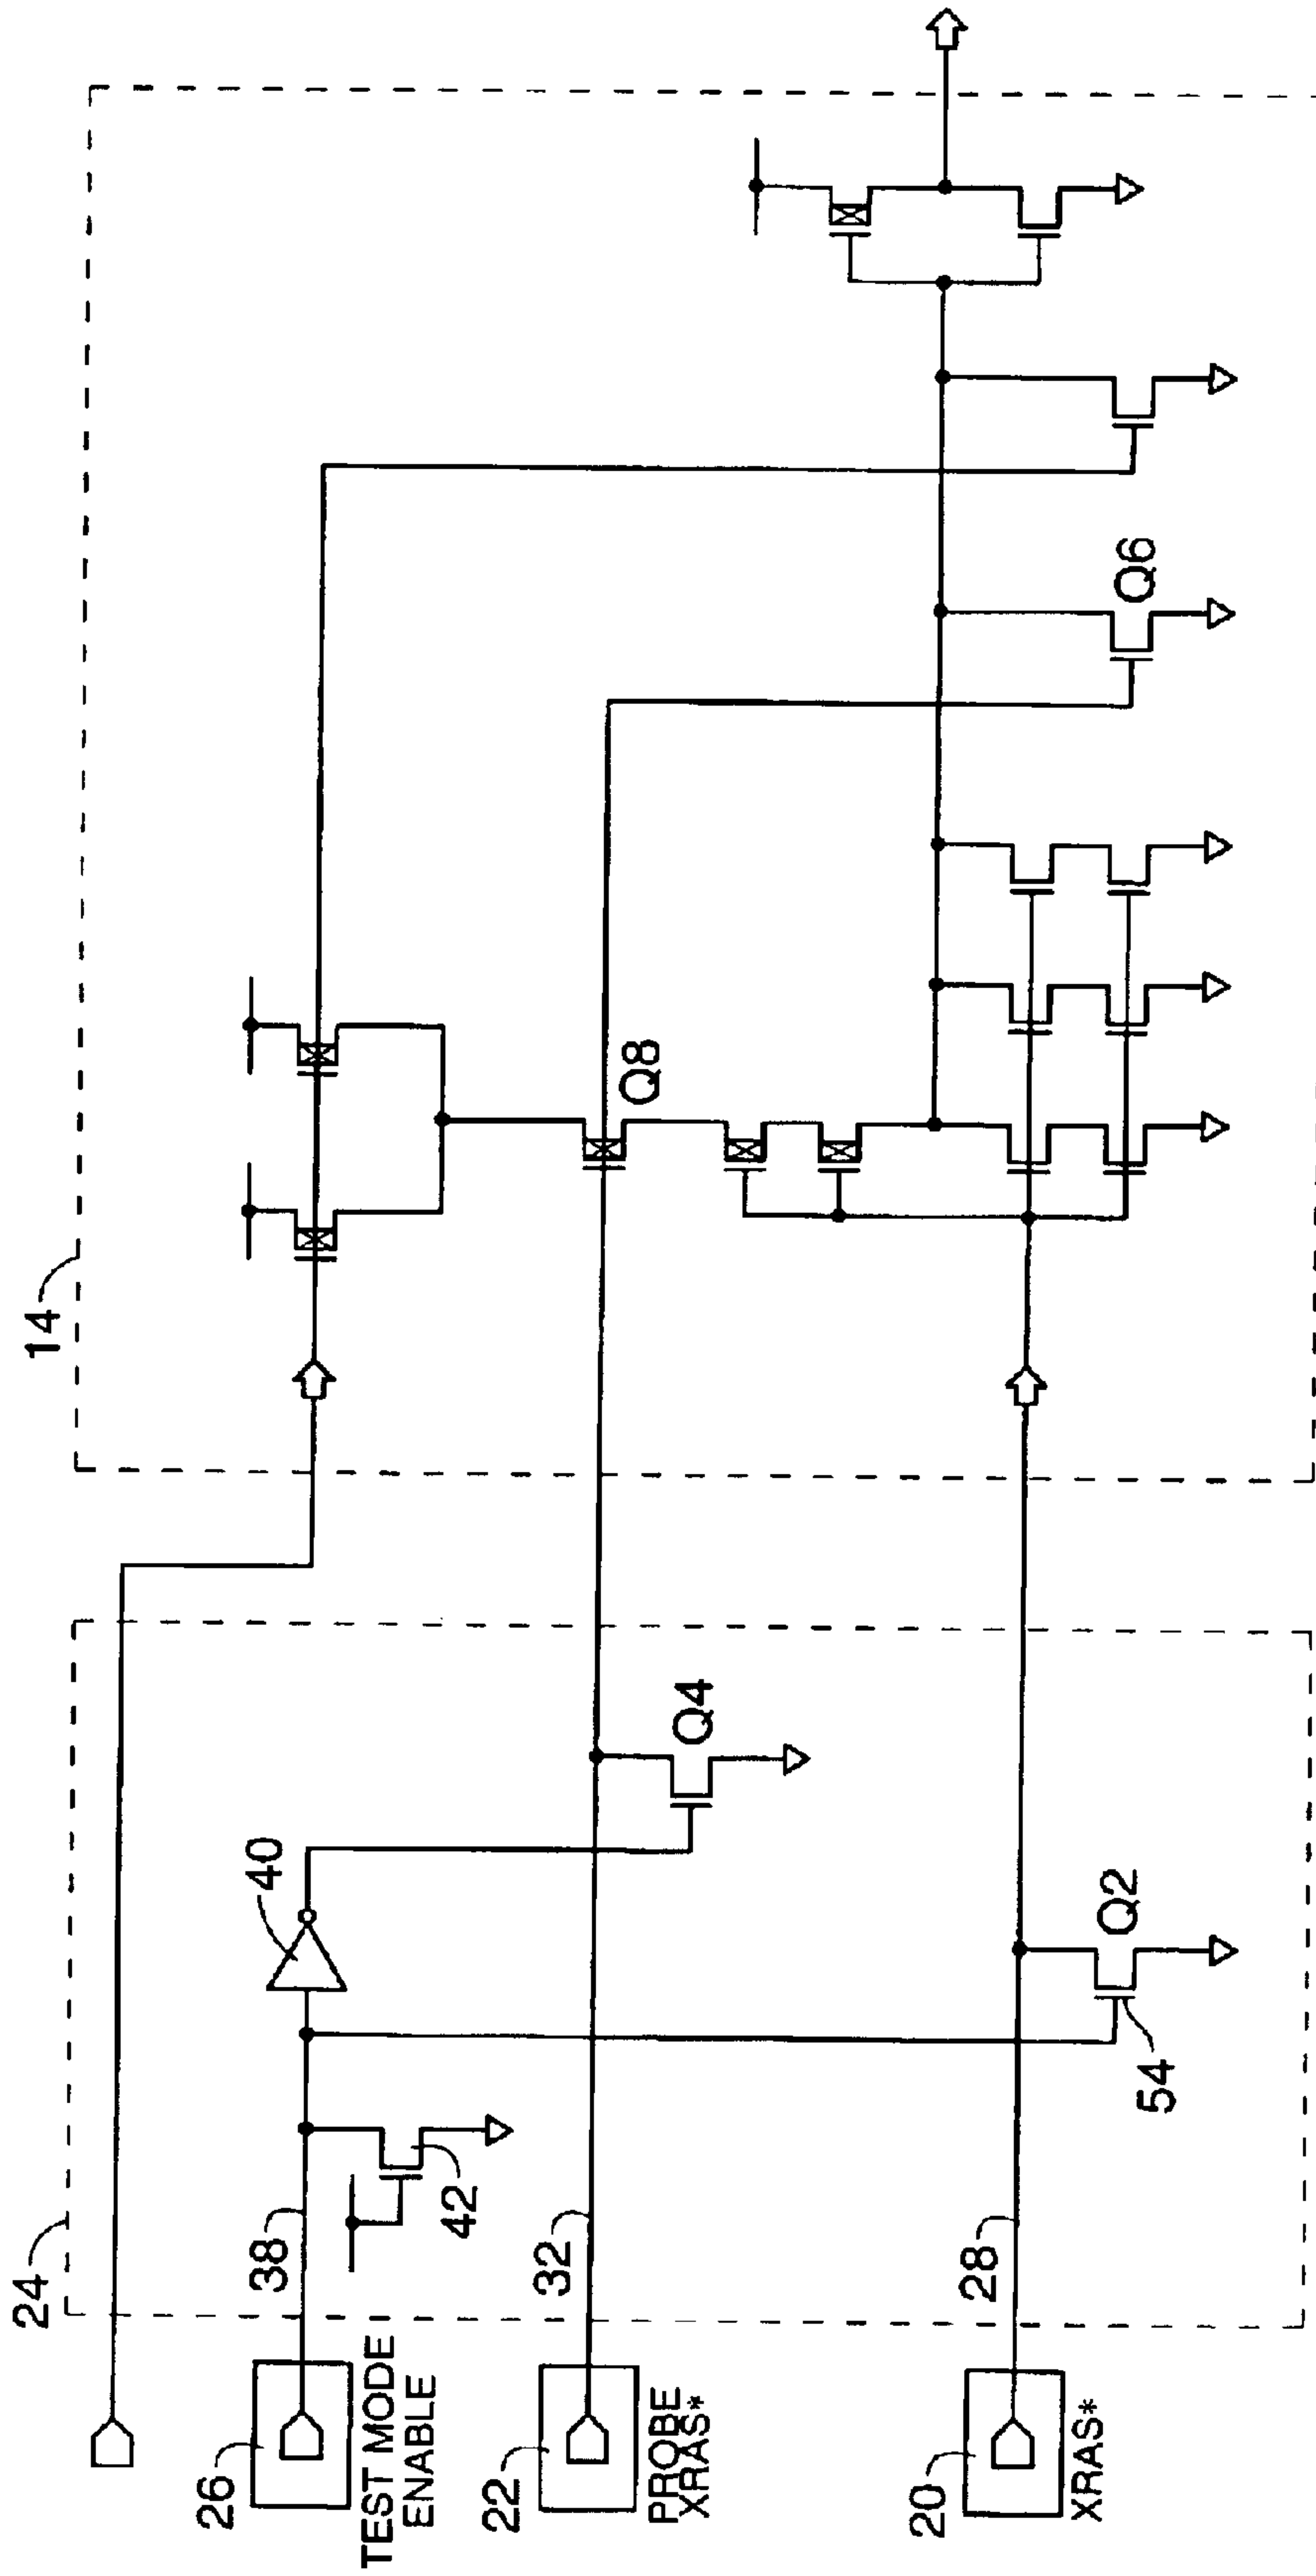 14
24
Q8
Q6
40
Q4
38
42
32
28
Q2
54
26
TEST MODE
ENABLE
22
PROBE
XRAS*
20
XRAS*